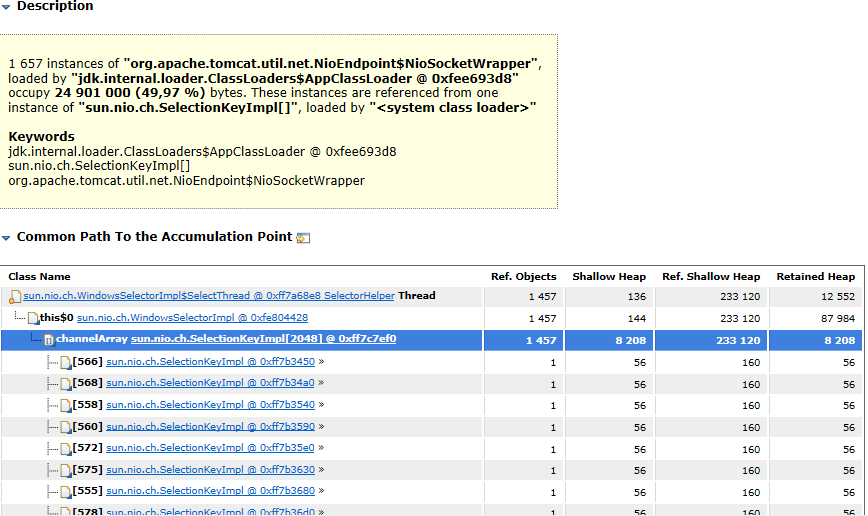 Description
1 657 instances of "org.apache.tomcat.util.net.NioEndpoint$NioSocketWrapper",
loaded by "jdk.internal.loader.ClassLoaders$AppClassLoader @ 0xfee693d8"
occupy 24 901 000 (49,97 %) bytes. These instances are referenced from one
instance of "sun.nio.ch.SelectionKeyImpl[]", loaded by "<system class loader>"
Keywords
jdk.internal.loader.ClassLoaders$AppClassLoader @ 0xfee693d8
sun.nio.ch.SelectionKeyImpl[]
org.apache.tomcat.util.net.NioEndpoint$NioSocketWrapper
Common Path To the Accumulation Point
Class Name Ref. Objects Shallow Heap Ref. Shallow Heap Retained Heap
sun.nio.ch.WindowsSelectorImpl$SelectThread @ 0xff7a68e8 SelectorHelper Thread 1 457 136 233 120 12 552
this$0 sun.nio.ch.WindowsSelectorImpl @ 0xfe804428 1 457 144 233 120 87 984
channelArray sun.nio.ch.SelectionKeyImpl[2048] @ 0xff7c7ef0 1 457 8 208 233 120 8 208
[566] sun.nio.ch.SelectionKeyImpl @ 0xff7b3450 » 1 56 160 56
[568] sun.nio.ch.SelectionKeyImpl @ 0xff7b34a0 » 1 56 160 56
[558] sun.nio.ch.SelectionKeyImpl @ 0xff7b3540 » 1 56 160 56
[560] sun.nio.ch.SelectionKeyImpl @ 0xff7b3590 » 1 56 160 56
[572] sun.nio.ch.SelectionKeyImpl @ 0xff7b35e0 » 1 56 160 56
[575] sun.nio.ch.SelectionKeyImpl @ 0xff7b3630 » 1 56 160 56
[555] sun.nio.ch.SelectionKeyImpl @ 0xff7b3680 » 1 56 160 56
[578] sun.nio.ch.SelectionKeyImpl @ 0xff7b36d0 » 1 56 160 56